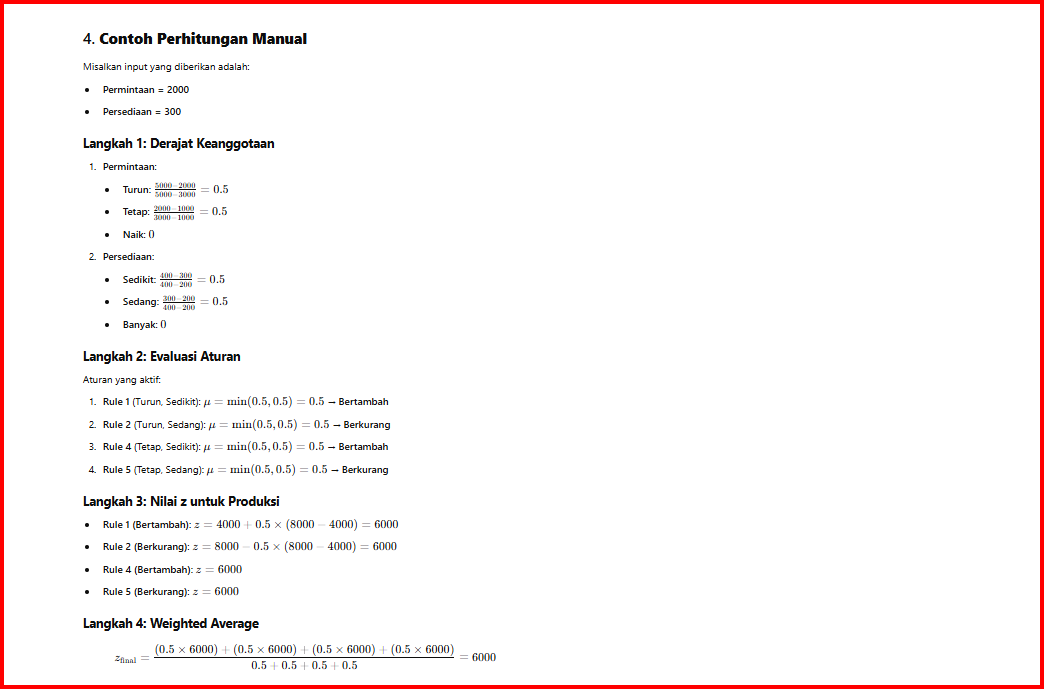 4. Contoh Perhitungan Manual
Misalkan input yang diberikan adalah:
• Permintaan = 2000
• Persediaan = 300
Langkah 1: Derajat Keanggotaan
1. Permintaan:
• Turun: \frac{5000-2000}{5000-3000} = 0.5
• Tetap: \frac{2000-1000}{3000-1000} = 0.5
• Naik: 0
2. Persediaan:
• Sedikit: \frac{400-300}{400-200} = 0.5
• Sedang: \frac{300-200}{400-200} = 0.5
• Banyak: 0
Langkah 2: Evaluasi Aturan
Aturan yang aktif:
1. Rule 1 (Turun, Sedikit): μ = min(0.5, 0.5) = 0.5 → Bertambah
2. Rule 2 (Turun, Sedang): μ = min(0.5, 0.5) = 0.5 → Berkurang
3. Rule 4 (Tetap, Sedikit): μ = min(0.5, 0.5) = 0.5 → Bertambah
4. Rule 5 (Tetap, Sedang): μ = min(0.5, 0.5) = 0.5 → Berkurang
Langkah 3: Nilai z untuk Produksi
• Rule 1 (Bertambah): z = 4000 + 0.5 × (8000 − 4000) = 6000
• Rule 2 (Berkurang): z = 8000 − 0.5 × (8000 − 4000) = 6000
• Rule 4 (Bertambah): z = 6000
• Rule 5 (Berkurang): z = 6000
Langkah 4: Weighted Average
z_{final} = \frac{(0.5 × 6000) + (0.5 × 6000) + (0.5 × 6000) + (0.5 × 6000)}{0.5 + 0.5 + 0.5 + 0.5} = 6000